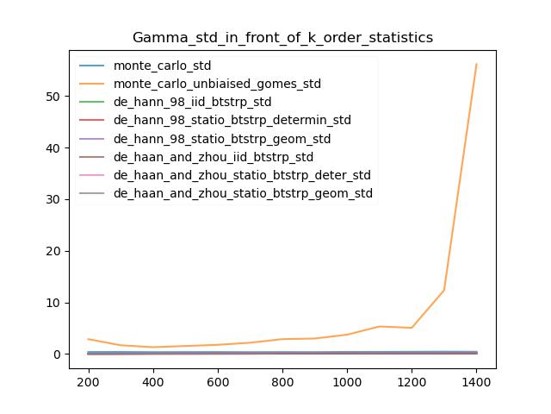 Gamma_std_in_front_of_k_order_statistics
monte_carlo_std
monte_carlo_unbiaised_gomes_std
de_hann_98_iid_btstrp_std
de_hann_98_statio_btstrp_determin_std
de_hann_98_statio_btstrp_geom_std
de_haan_and_zhou_iid_btstrp_std
de_haan_and_zhou_statio_btstrp_deter_std
de_haan_and_zhou_statio_btstrp_geom_std
50
40
30
20
10
0
200 400 600 800 1000 1200 1400